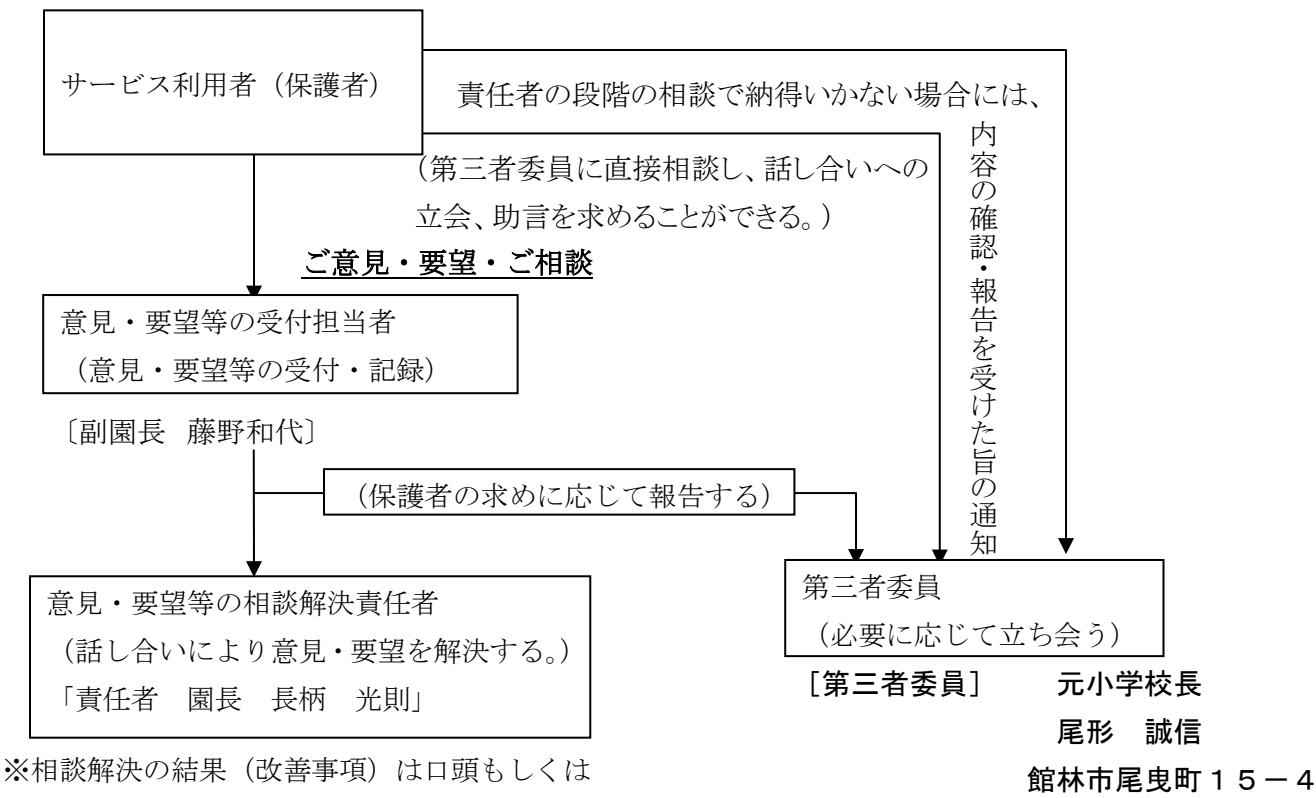 サービス利用者（保護者）
責任者の段階の相談で納得いかない場合には、
（第三者委員に直接相談し、話し合いへの
立会、助言を求めることができる。）
内容の確認・報告を受けた旨の通知
ご意見・要望・ご相談
意見・要望等の受付担当者
（意見・要望等の受付・記録）
〔副園長　藤野和代〕
（保護者の求めに応じて報告する）
意見・要望等の相談解決責任者
（話し合いにより意見・要望を解決する。）
「責任者　園長　長柄　光則」
第三者委員
（必要に応じて立ち会う）
［第三者委員］　元小学校長
尾形　誠信
館林市尾曳町１５－４
※相談解決の結果（改善事項）は口頭もしくは